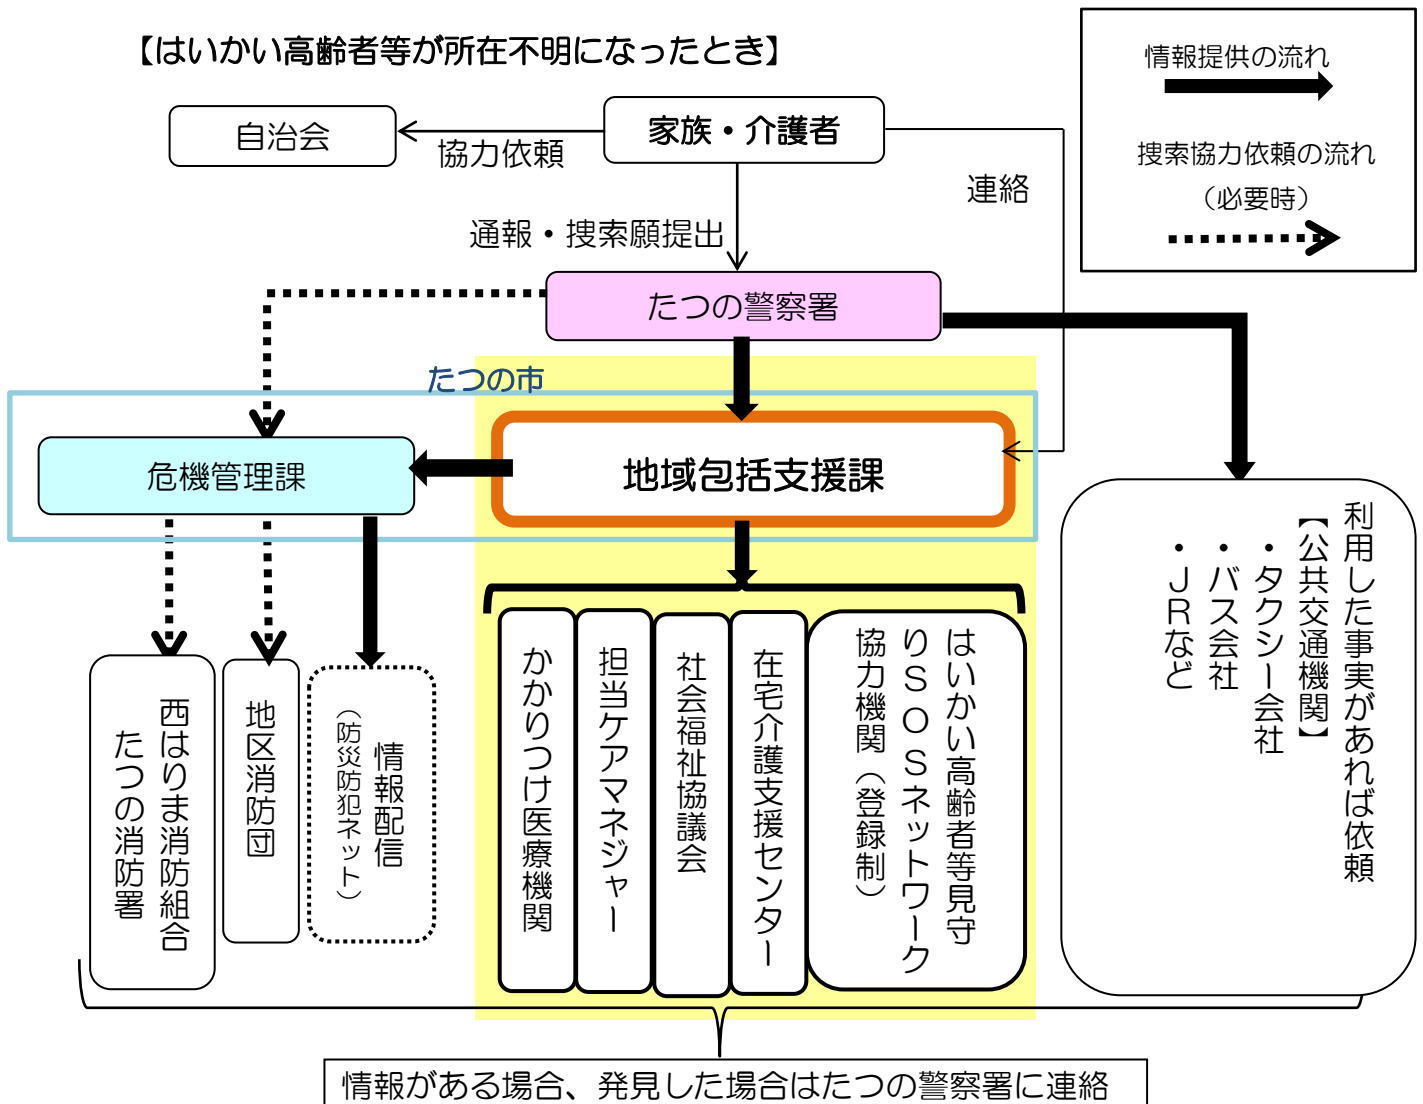 【はいかい高齢者等が所在不明になったとき】
情報提供の流れ
捜索協力依頼の流れ
（必要時）
自治会
協力依頼
家族・介護者
連絡
通報・捜索願提出
たつの警察署
たつの市
危機管理課
地域包括支援課
利用した事実があれば依頼
【公共交通機関】
・タクシー会社
・バス会社
・ＪＲなど
西はりま消防組合
たつの消防署
地区消防団
情報配信
（防災防犯ネット）
かかりつけ医療機関
担当ケアマネジャー
社会福祉協議会
在宅介護支援センター
はいかい高齢者等見守
りＳＯＳネットワーク
協力機関（登録制）
情報がある場合、発見した場合はたつの警察署に連絡